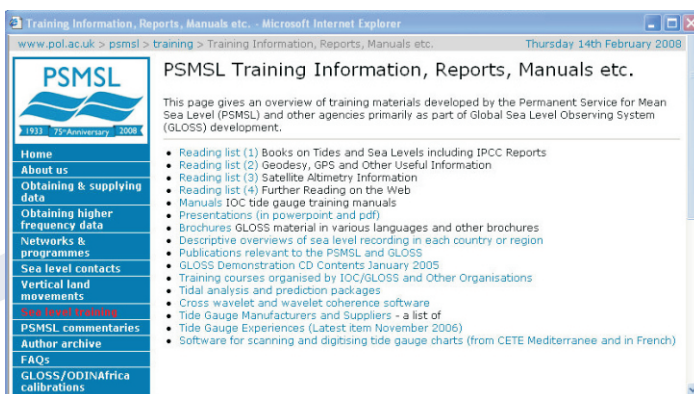 Training Information, Reports, Manuals etc. - Microsoft Internet Explorer
www.pol.ac.uk > psmsl > training > Training Information, Reports, Manuals etc.
Thursday 14th February 2008
PSMSL
1933 75th Anniversary 2008
Home
About us
Obtaining & supplying
data
Obtaining higher
frequency data
Networks &
programmes
Sea level contacts
Vertical land
movements
Sea level training
PSMSL commentaries
Author archive
FAQs
GLOSS/ODINAfrica
calibrations
PSMSL Training Information, Reports, Manuals etc.
This page gives an overview of training materials developed by the Permanent Service for Mean
Sea Level (PSMSL) and other agencies primarily as part of Global Sea Level Observing System
(GLOSS) development.
Reading list (1) Books on Tides and Sea Levels including IPCC Reports
Reading list (2) Geodesy, GPS and Other Useful Information
Reading list (3) Satellite Altimetry Information
Reading list (4) Further Reading on the Web
Manuals IOC tide gauge training manuals
Presentations (in powerpoint and pdf)
Brochures GLOSS material in various languages and other brochures
Descriptive overviews of sea level recording in each country or region
Publications relevant to the PSMSL and GLOSS
GLOSS Demonstration CD Contents January 2005
Training courses organised by IOC/GLOSS and Other Organisations
Tidal analysis and prediction packages
Cross wavelet and wavelet coherence software
Tide Gauge Manufacturers and Suppliers - a list of
Tide Gauge Experiences (Latest item November 2006)
Software for scanning and digitising tide gauge charts (from CETE Mediterranee and in French)